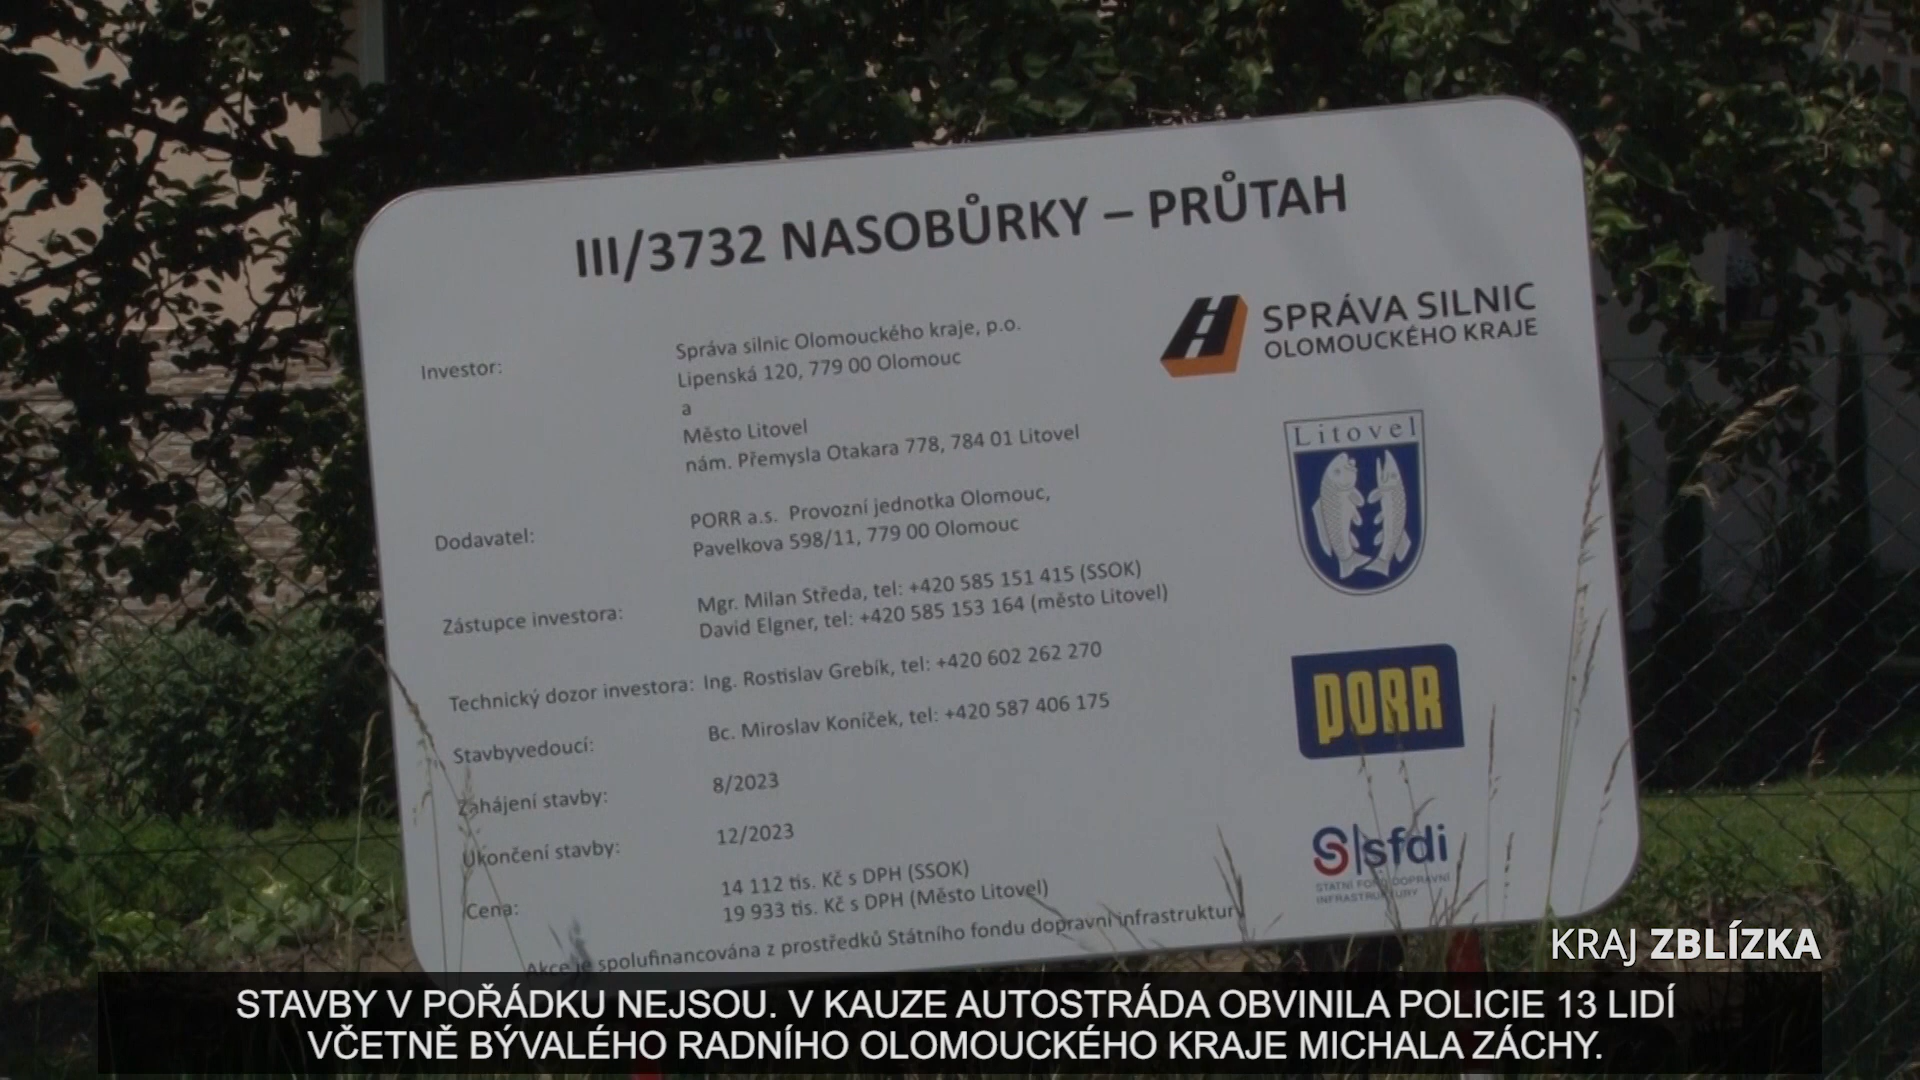 III/3732 NASOBŮRKY – PRŮTAH
SPRÁVA SILNIC
OLOMOUCKÉHO KRAJE
Investor:
Správa silnic Olomouckého kraje, p.o.
Lipenská 120, 779 00 Olomouc
a
Město Litovel
nám. Přemysla Otakara 778, 784 01 Litovel
Litovel
Dodavatel:
PORR a.s. Provozní jednotka Olomouc,
Pavelkova 598/11, 779 00 Olomouc
Zástupce investora:
Mgr. Milan Středa, tel: +420 585 151 415 (SSOK)
David Elgner, tel: +420 585 153 164 (město Litovel)
Technický dozor investora: Ing. Rostislav Grebík, tel: +420 602 262 270
PORR
Stavbyvedoucí: Bc. Miroslav Koníček, tel: +420 587 406 175
Zahájení stavby: 8/2023
Ukončení stavby: 12/2023
sfdi
STÁTNÍ FOND DOPRAVNÍ
INFRASTRUKTURY
Cena:
14 112 tis. Kč s DPH (SSOK)
19 933 tis. Kč s DPH (Město Litovel)
Akce je spolufinancována z prostředků Státního fondu dopravní infrastruktury
KRAJ ZBLÍZKA
STAVBY V POŘÁDKU NEJSOU. V KAUZE AUTOSTRÁDA OBVINILA POLICIE 13 LIDÍ
VČETNĚ BÝVALÉHO RADNÍHO OLOMOUCKÉHO KRAJE MICHALA ZÁCHY.